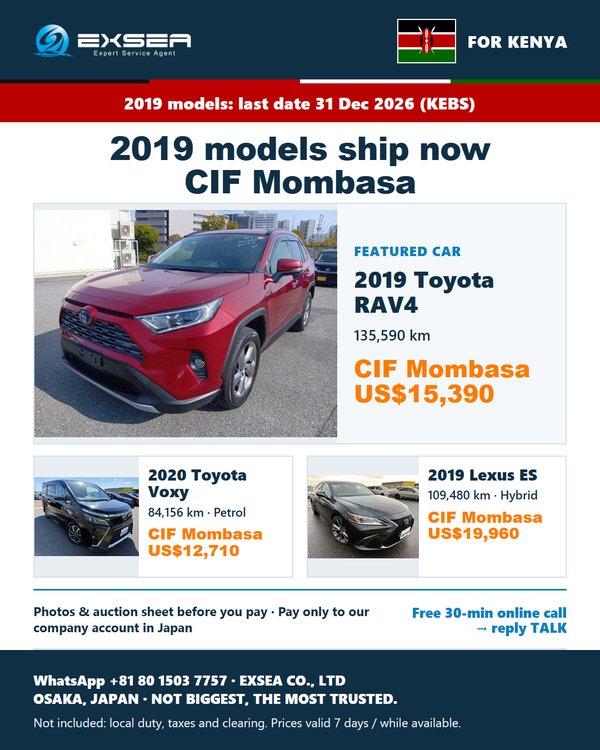 EXSEA
Expert Service Agent
FOR KENYA
2019 models: last date 31 Dec 2026 (KEBS)
2019 models ship now
CIF Mombasa
FEATURED CAR
2019 Toyota
RAV4
135,590 km
CIF Mombasa
US$15,390
2020 Toyota
Voxy
84,156 km · Petrol
CIF Mombasa
US$12,710
2019 Lexus ES
109,480 km · Hybrid
CIF Mombasa
US$19,960
Photos & auction sheet before you pay · Pay only to our
company account in Japan
Free 30-min online call
→ reply TALK
WhatsApp +81 80 1503 7757 · EXSEA CO., LTD
OSAKA, JAPAN · NOT BIGGEST, THE MOST TRUSTED.
Not included: local duty, taxes and clearing. Prices valid 7 days / while available.